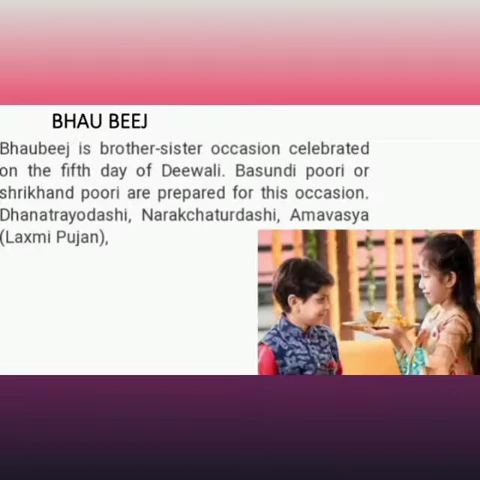 BHAU BEEJ
Bhaubeej is brother-sister occasion celebrated
on the fifth day of Deewali. Basundi poori or
shrikhand poori are prepared for this occasion.
Dhanatrayodashi, Narakchaturdashi, Amavasya
(Laxmi Pujan),